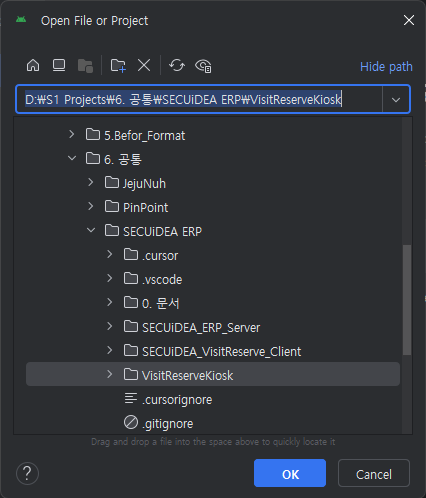 Open File or Project
Hide path
D:₩S1 Projects₩6. 공통₩SECUiDEA ERP₩VisitReserveKiosk
5.Befor_Format
6. 공통
JejuNuh
PinPoint
SECUiDEA ERP
.cursor
.vscode
0. 문서
SECUiDEA_ERP_Server
SECUiDEA_VisitReserve_Client
VisitReserveKiosk
.cursorignore
.gitignore
Drag and drop a file into the space above to quickly locate it
?
OK
Cancel